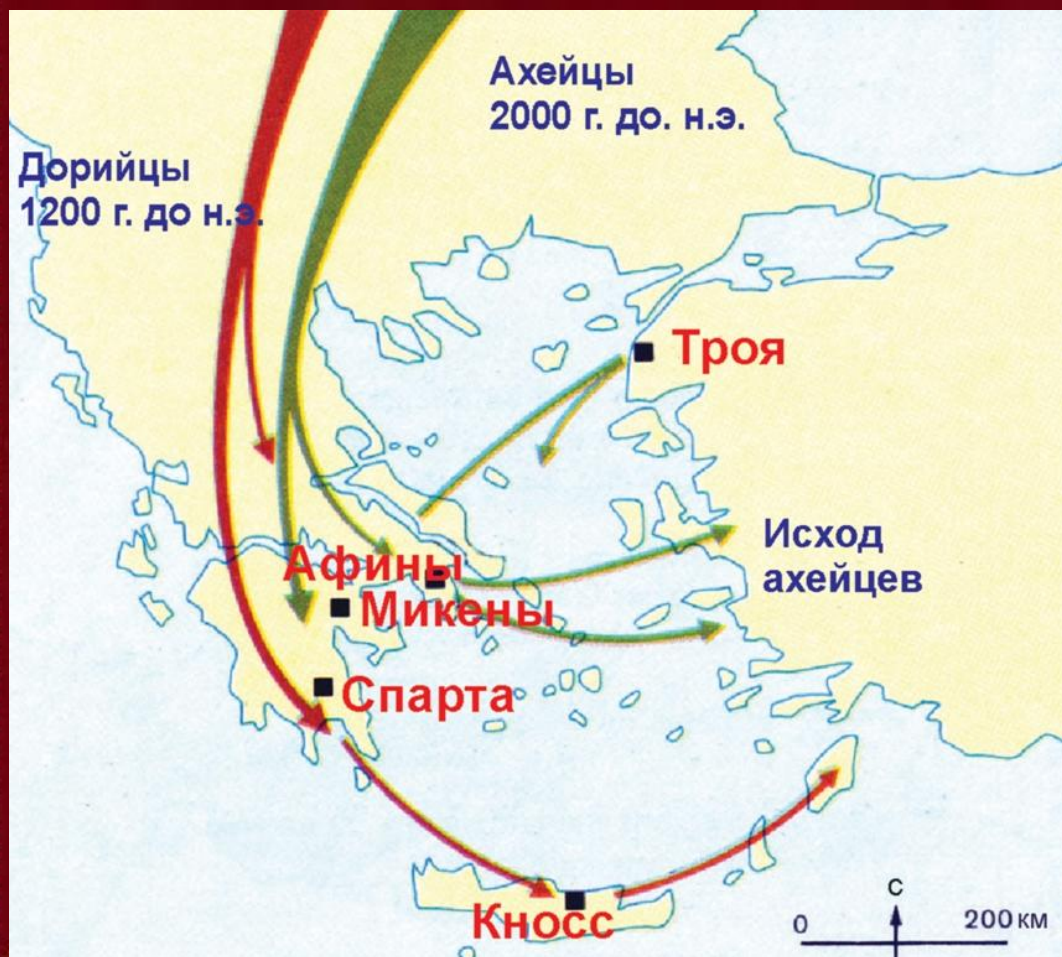 Ахейцы
2000 г. до. н.э.
Дорийцы
1200 г. до н.э.
Троя
Исход
ахейцев
Афины
Микены
Спарта
Кносс
С
0
200 км